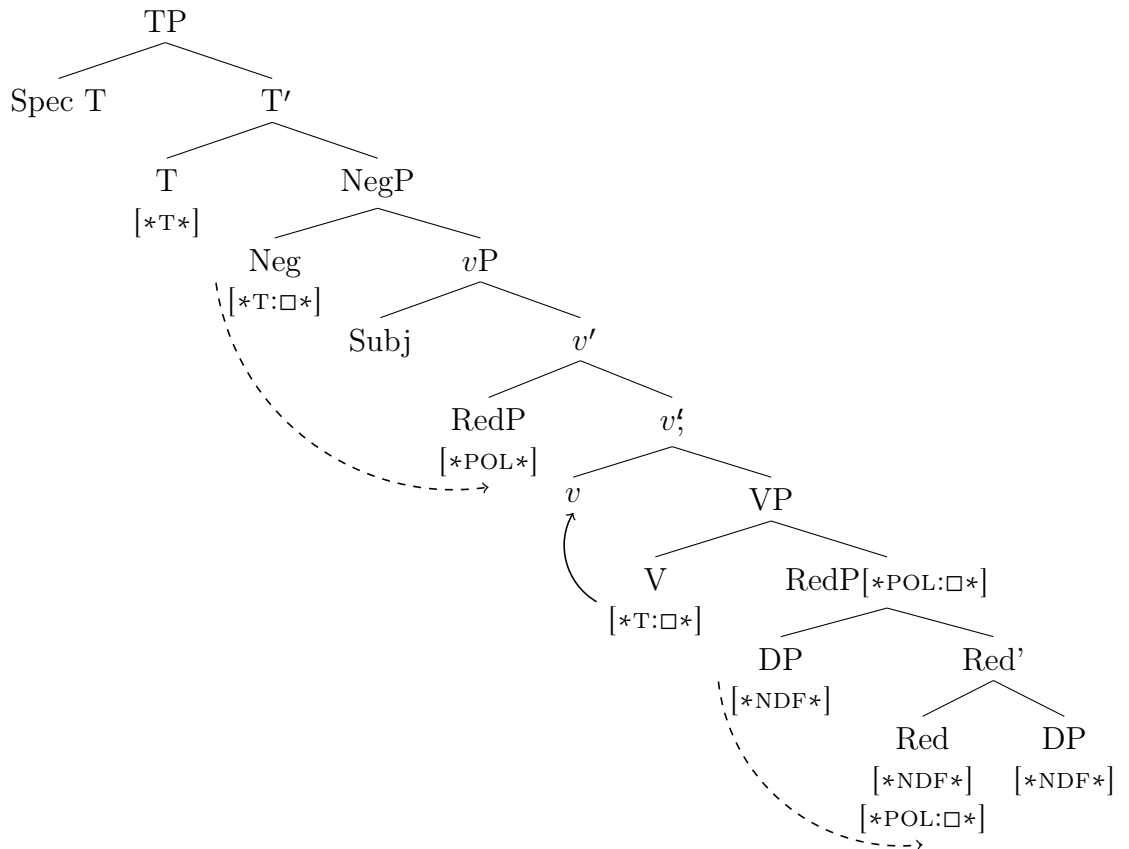 TP
Spec T T′
T NegP
[*T*]
Neg vP
[*T:□*]
Subj v′
RedP v′;
[*POL*]
v VP
V RedP[*POL:□*]
[*T:□*]
DP Red'
[*NDF*]
Red DP
[*NDF*] [*NDF*]
[*POL:□*]